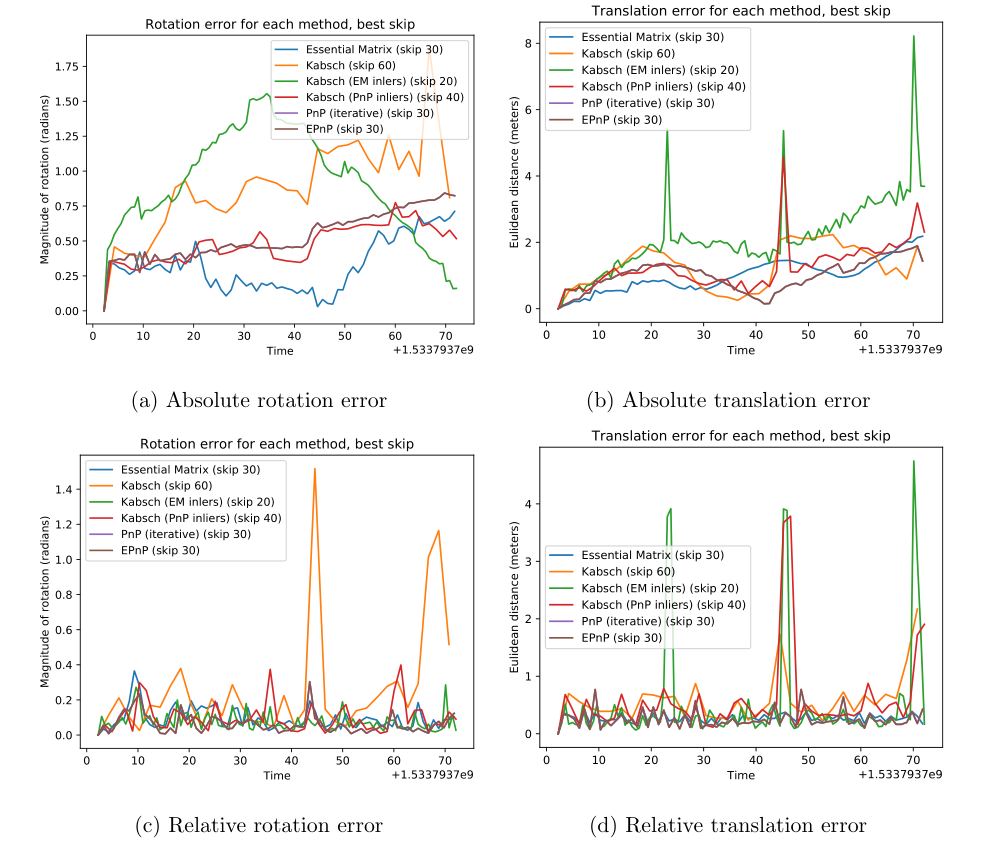 Rotation error for each method, best skip
Essential Matrix (skip 30)
Kabsch (skip 60)
Kabsch (EM inlers) (skip 20)
Kabsch (PnP inliers) (skip 40)
PnP (iterative) (skip 30)
EPnP (skip 30)
Magnitude of rotation (radians)
1.75
1.50
1.25
1.00
0.75
0.50
0.25
0.00
0 10 20 30 40 50 60 70
Time
+1.5337937e9
(a) Absolute rotation error
Translation error for each method, best skip
Essential Matrix (skip 30)
Kabsch (skip 60)
Kabsch (EM inlers) (skip 20)
Kabsch (PnP inliers) (skip 40)
PnP (iterative) (skip 30)
EPnP (skip 30)
Eulidean distance (meters)
8
6
4
2
0
0 10 20 30 40 50 60 70
Time
+1.5337937e9
(b) Absolute translation error
Rotation error for each method, best skip
Essential Matrix (skip 30)
Kabsch (skip 60)
Kabsch (EM inlers) (skip 20)
Kabsch (PnP inliers) (skip 40)
PnP (iterative) (skip 30)
EPnP (skip 30)
Magnitude of rotation (radians)
1.4
1.2
1.0
0.8
0.6
0.4
0.2
0.0
0 10 20 30 40 50 60 70
Time
+1.5337937e9
(c) Relative rotation error
Translation error for each method, best skip
Essential Matrix (skip 30)
Kabsch (skip 60)
Kabsch (EM inlers) (skip 20)
Kabsch (PnP inliers) (skip 40)
PnP (iterative) (skip 30)
EPnP (skip 30)
Eulidean distance (meters)
4
3
2
1
0
0 10 20 30 40 50 60 70
Time
+1.5337937e9
(d) Relative translation error